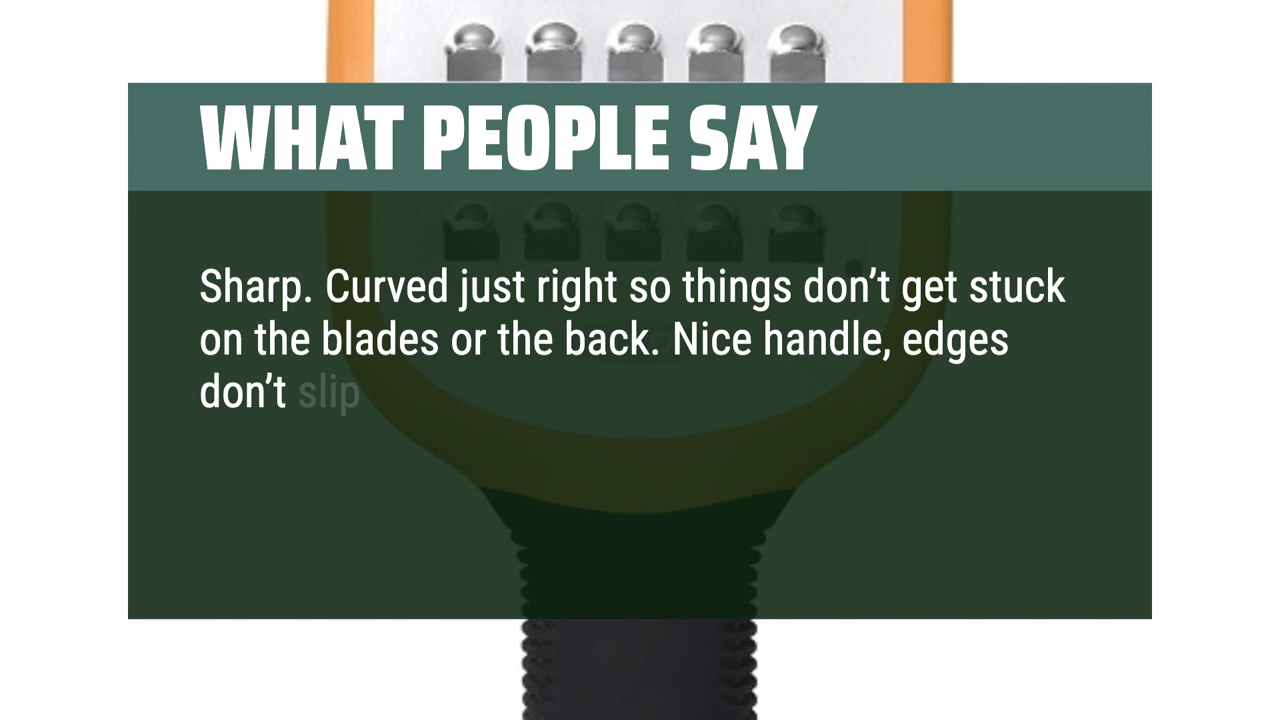 WHAT PEOPLE SAY
Sharp. Curved just right so things don’t get stuck
on the blades or the back. Nice handle, edges
don’t slip